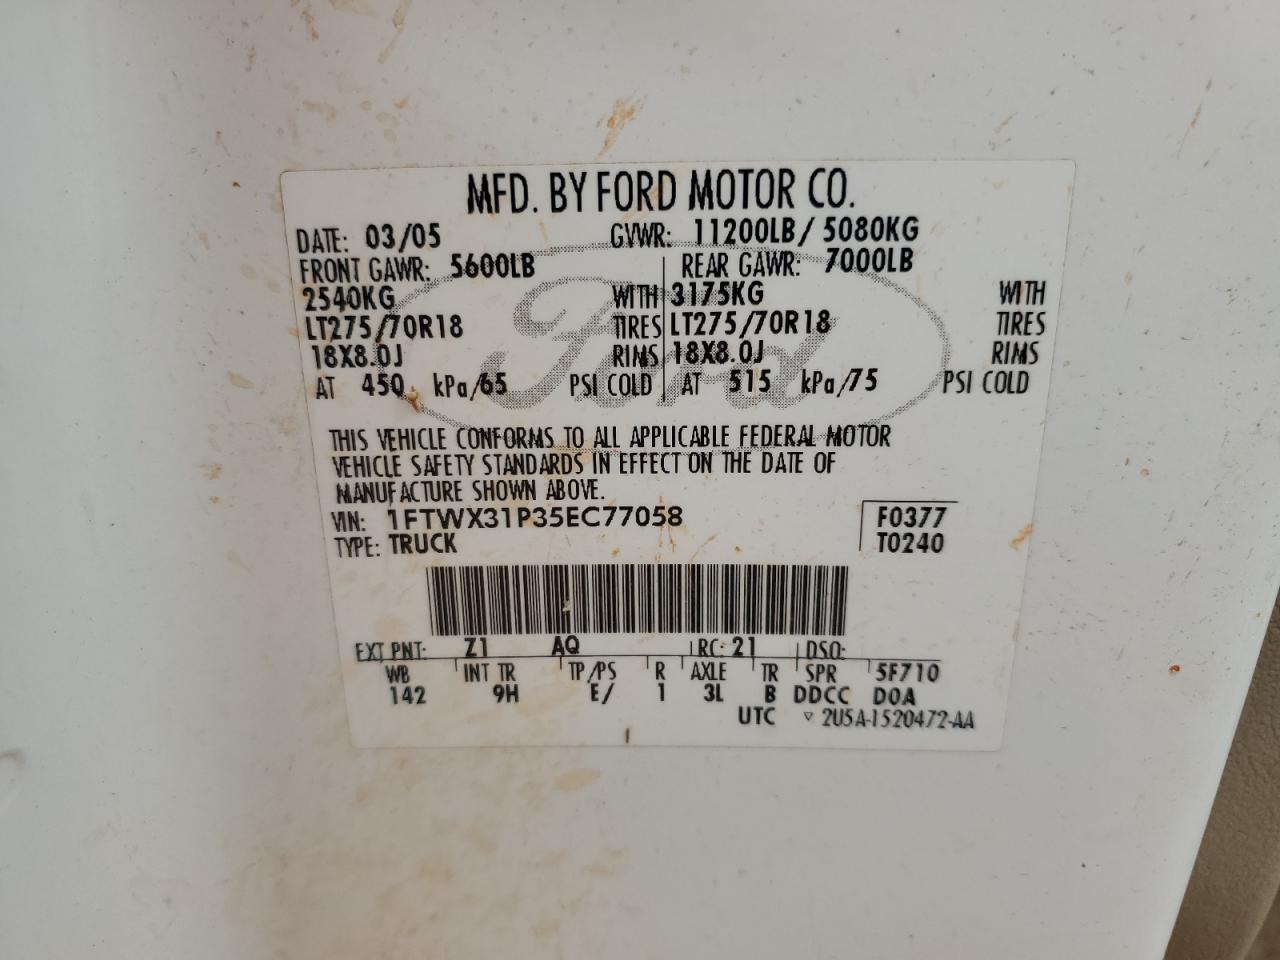 MFD. BY FORD MOTOR CO.
DATE: 03/05 GVWR: 11200LB/ 5080KG
FRONT GAWR: 5600LB REAR GAWR: 7000LB
2540KG WITH 3175KG WITH
LT275/70R18 TIRES LT275/70R18 TIRES
18X8.0J RIMS 18X8.0J RIMS
AT 450 kPa/65 PSI COLD AT 515 kPa/75 PSI COLD
Ford
THIS VEHICLE CONFORMS TO ALL APPLICABLE FEDERAL MOTOR
VEHICLE SAFETY STANDARDS IN EFFECT ON THE DATE OF
MANUFACTURE SHOWN ABOVE.
VIN: 1FTWX31P35EC77058 F0377
TYPE: TRUCK T0240
EXT PNT: Z1 AQ RC: 21 DSO:
WB INT TR TP/PS R AXLE TR SPR 5F710
142 9H E/ 1 3L B DDCC D0A
UTC ▿ 2U5A-1520472-AA